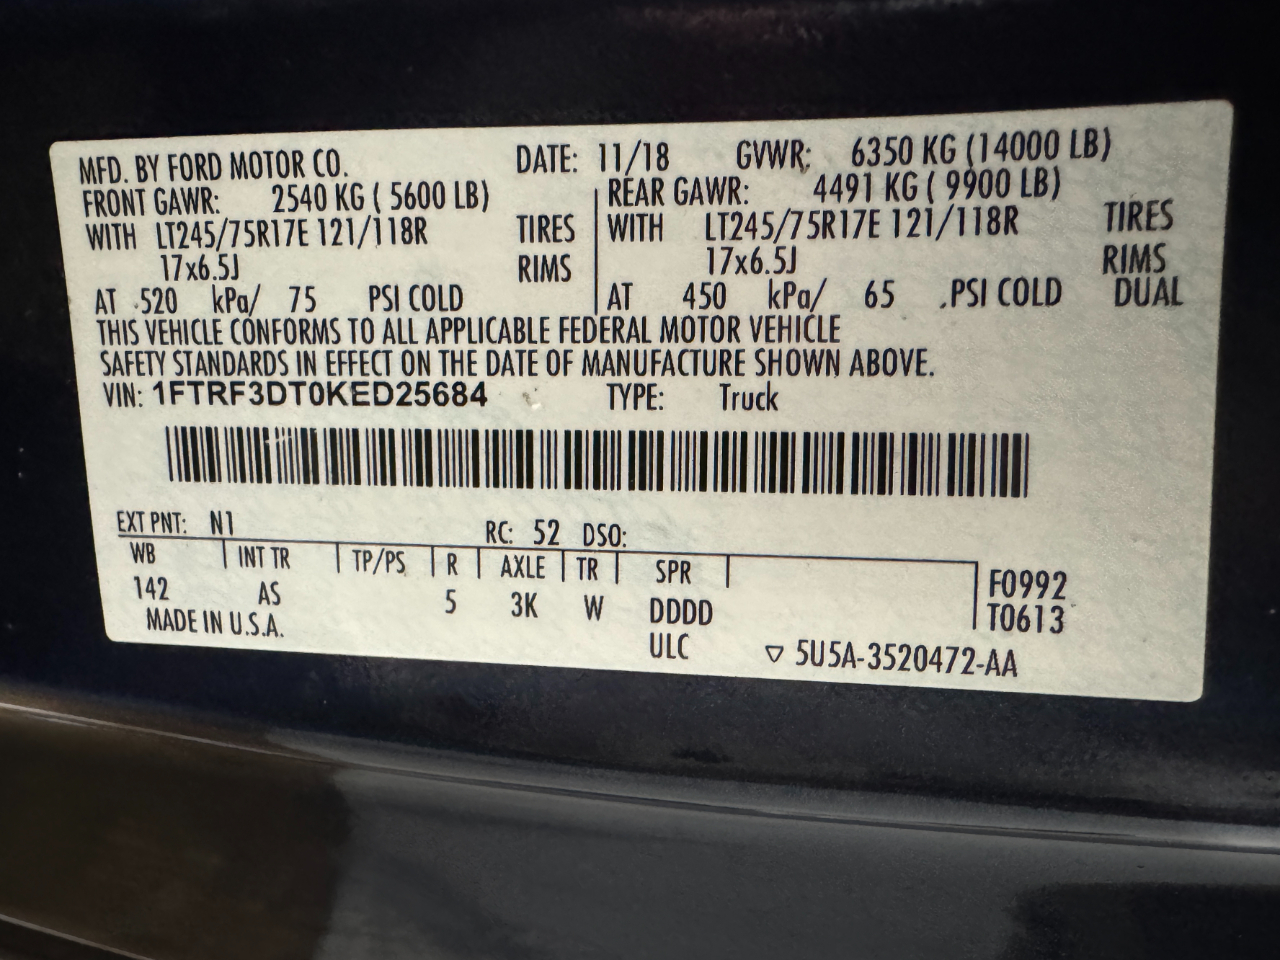 MFD. BY FORD MOTOR CO. DATE: 11/18 GVWR: 6350 KG (14000 LB)
FRONT GAWR: 2540 KG ( 5600 LB) REAR GAWR: 4491 KG ( 9900 LB)
WITH LT245/75R17E 121/118R TIRES WITH LT245/75R17E 121/118R TIRES
17x6.5J RIMS 17x6.5J RIMS
AT 520 kPa/ 75 PSI COLD AT 450 kPa/ 65 PSI COLD DUAL
THIS VEHICLE CONFORMS TO ALL APPLICABLE FEDERAL MOTOR VEHICLE
SAFETY STANDARDS IN EFFECT ON THE DATE OF MANUFACTURE SHOWN ABOVE.
VIN: 1FTRF3DT0KED25684 TYPE: Truck
EXT PNT: N1 RC: 52 DSO:
WB INT TR TP/PS R AXLE TR SPR F0992
142 AS 5 3K W DDDD T0613
MADE IN U.S.A. ULC ▽ 5U5A-3520472-AA